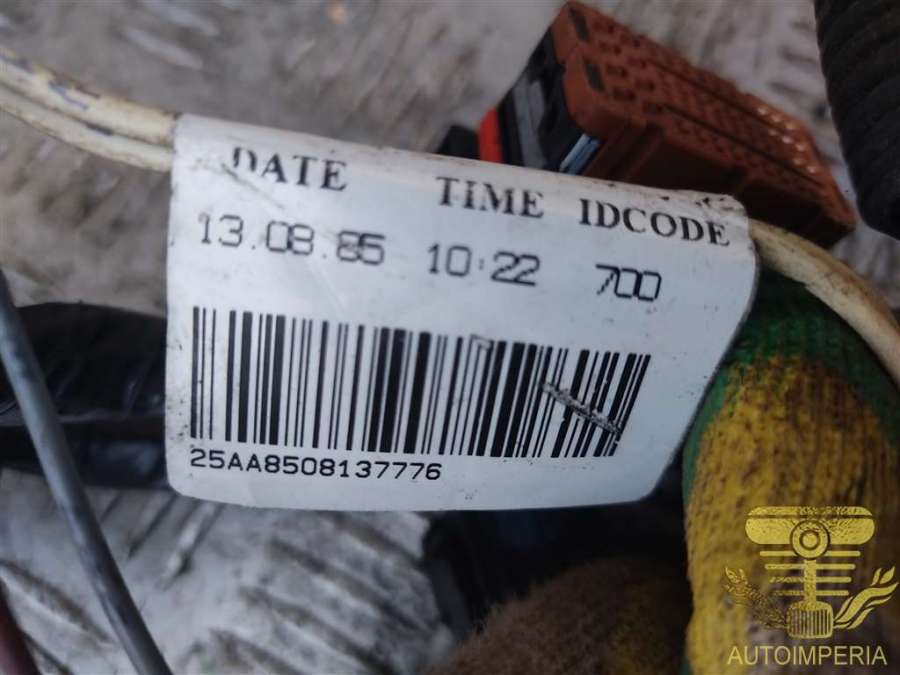 DATE TIME IDCODE
13.08.85 10:22 700
25AA8508137776
AUTOIMPERIA